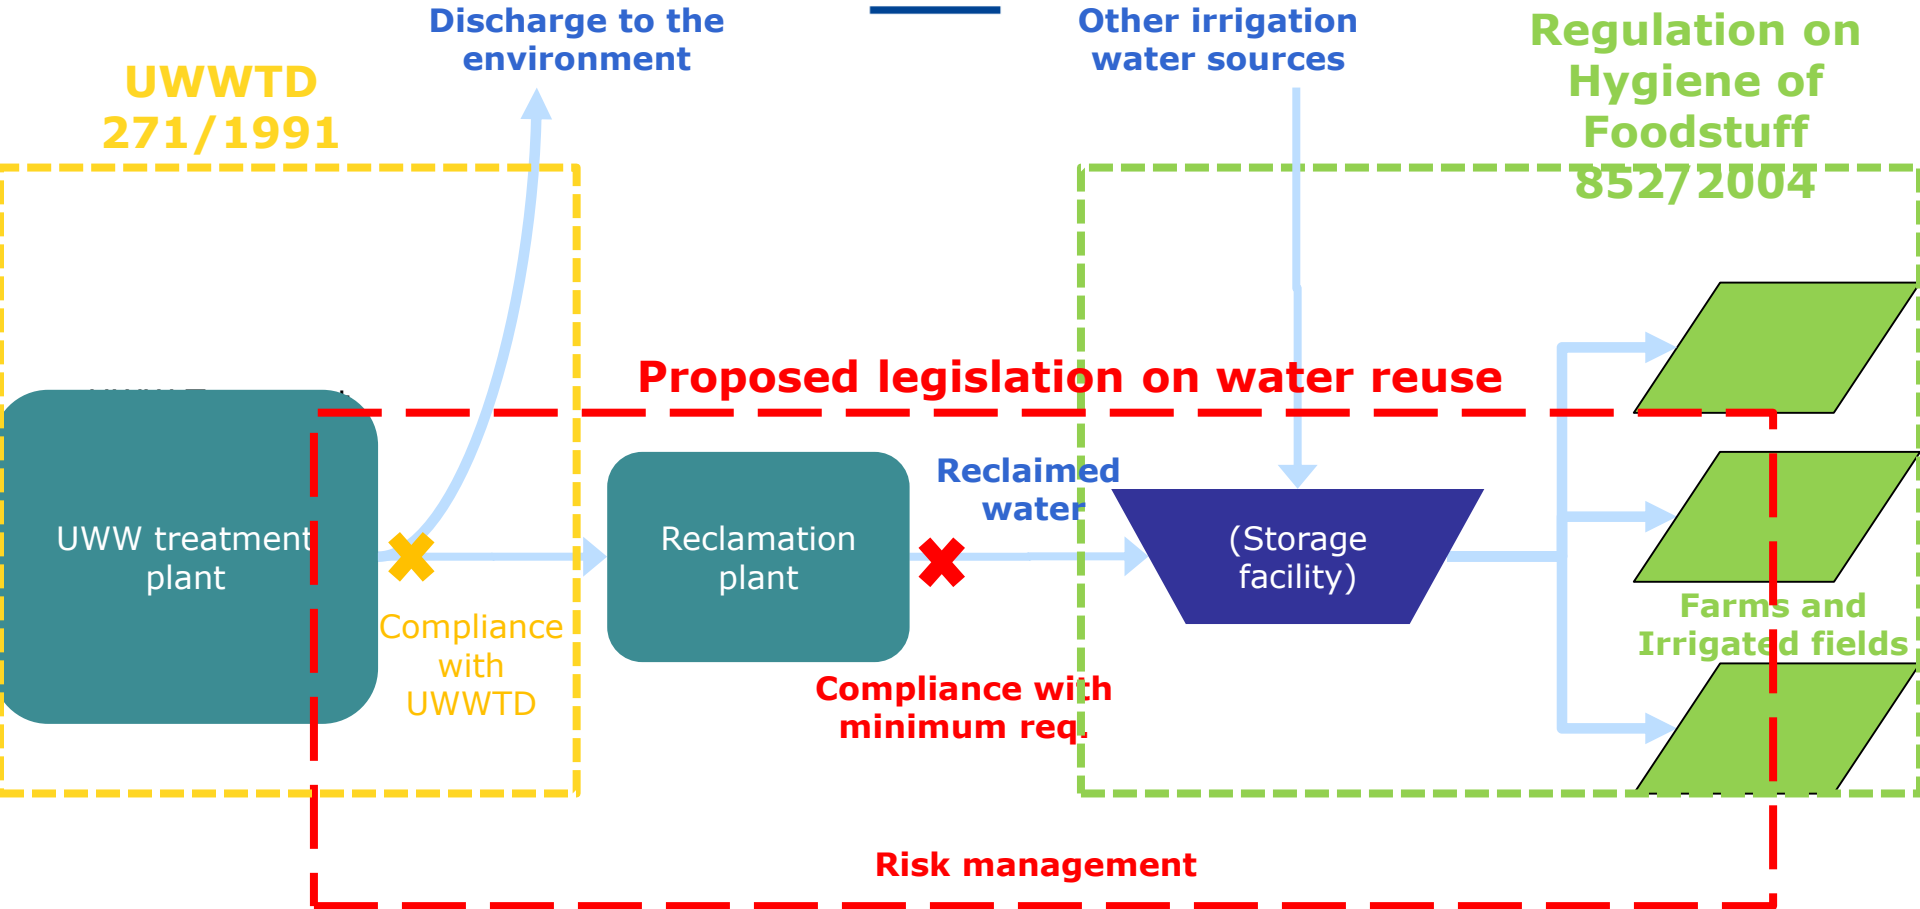 Discharge to the
environment
Other irrigation
water sources
Regulation on
Hygiene of
Foodstuff
852/2004
UWWTD
271/1991
Proposed legislation on water reuse
UWW treatment
plant
Compliance
with
UWWTD
Reclamation
plant
Reclaimed
water
Compliance with
minimum req.
(Storage
facility)
Farms and
Irrigated fields
Risk management